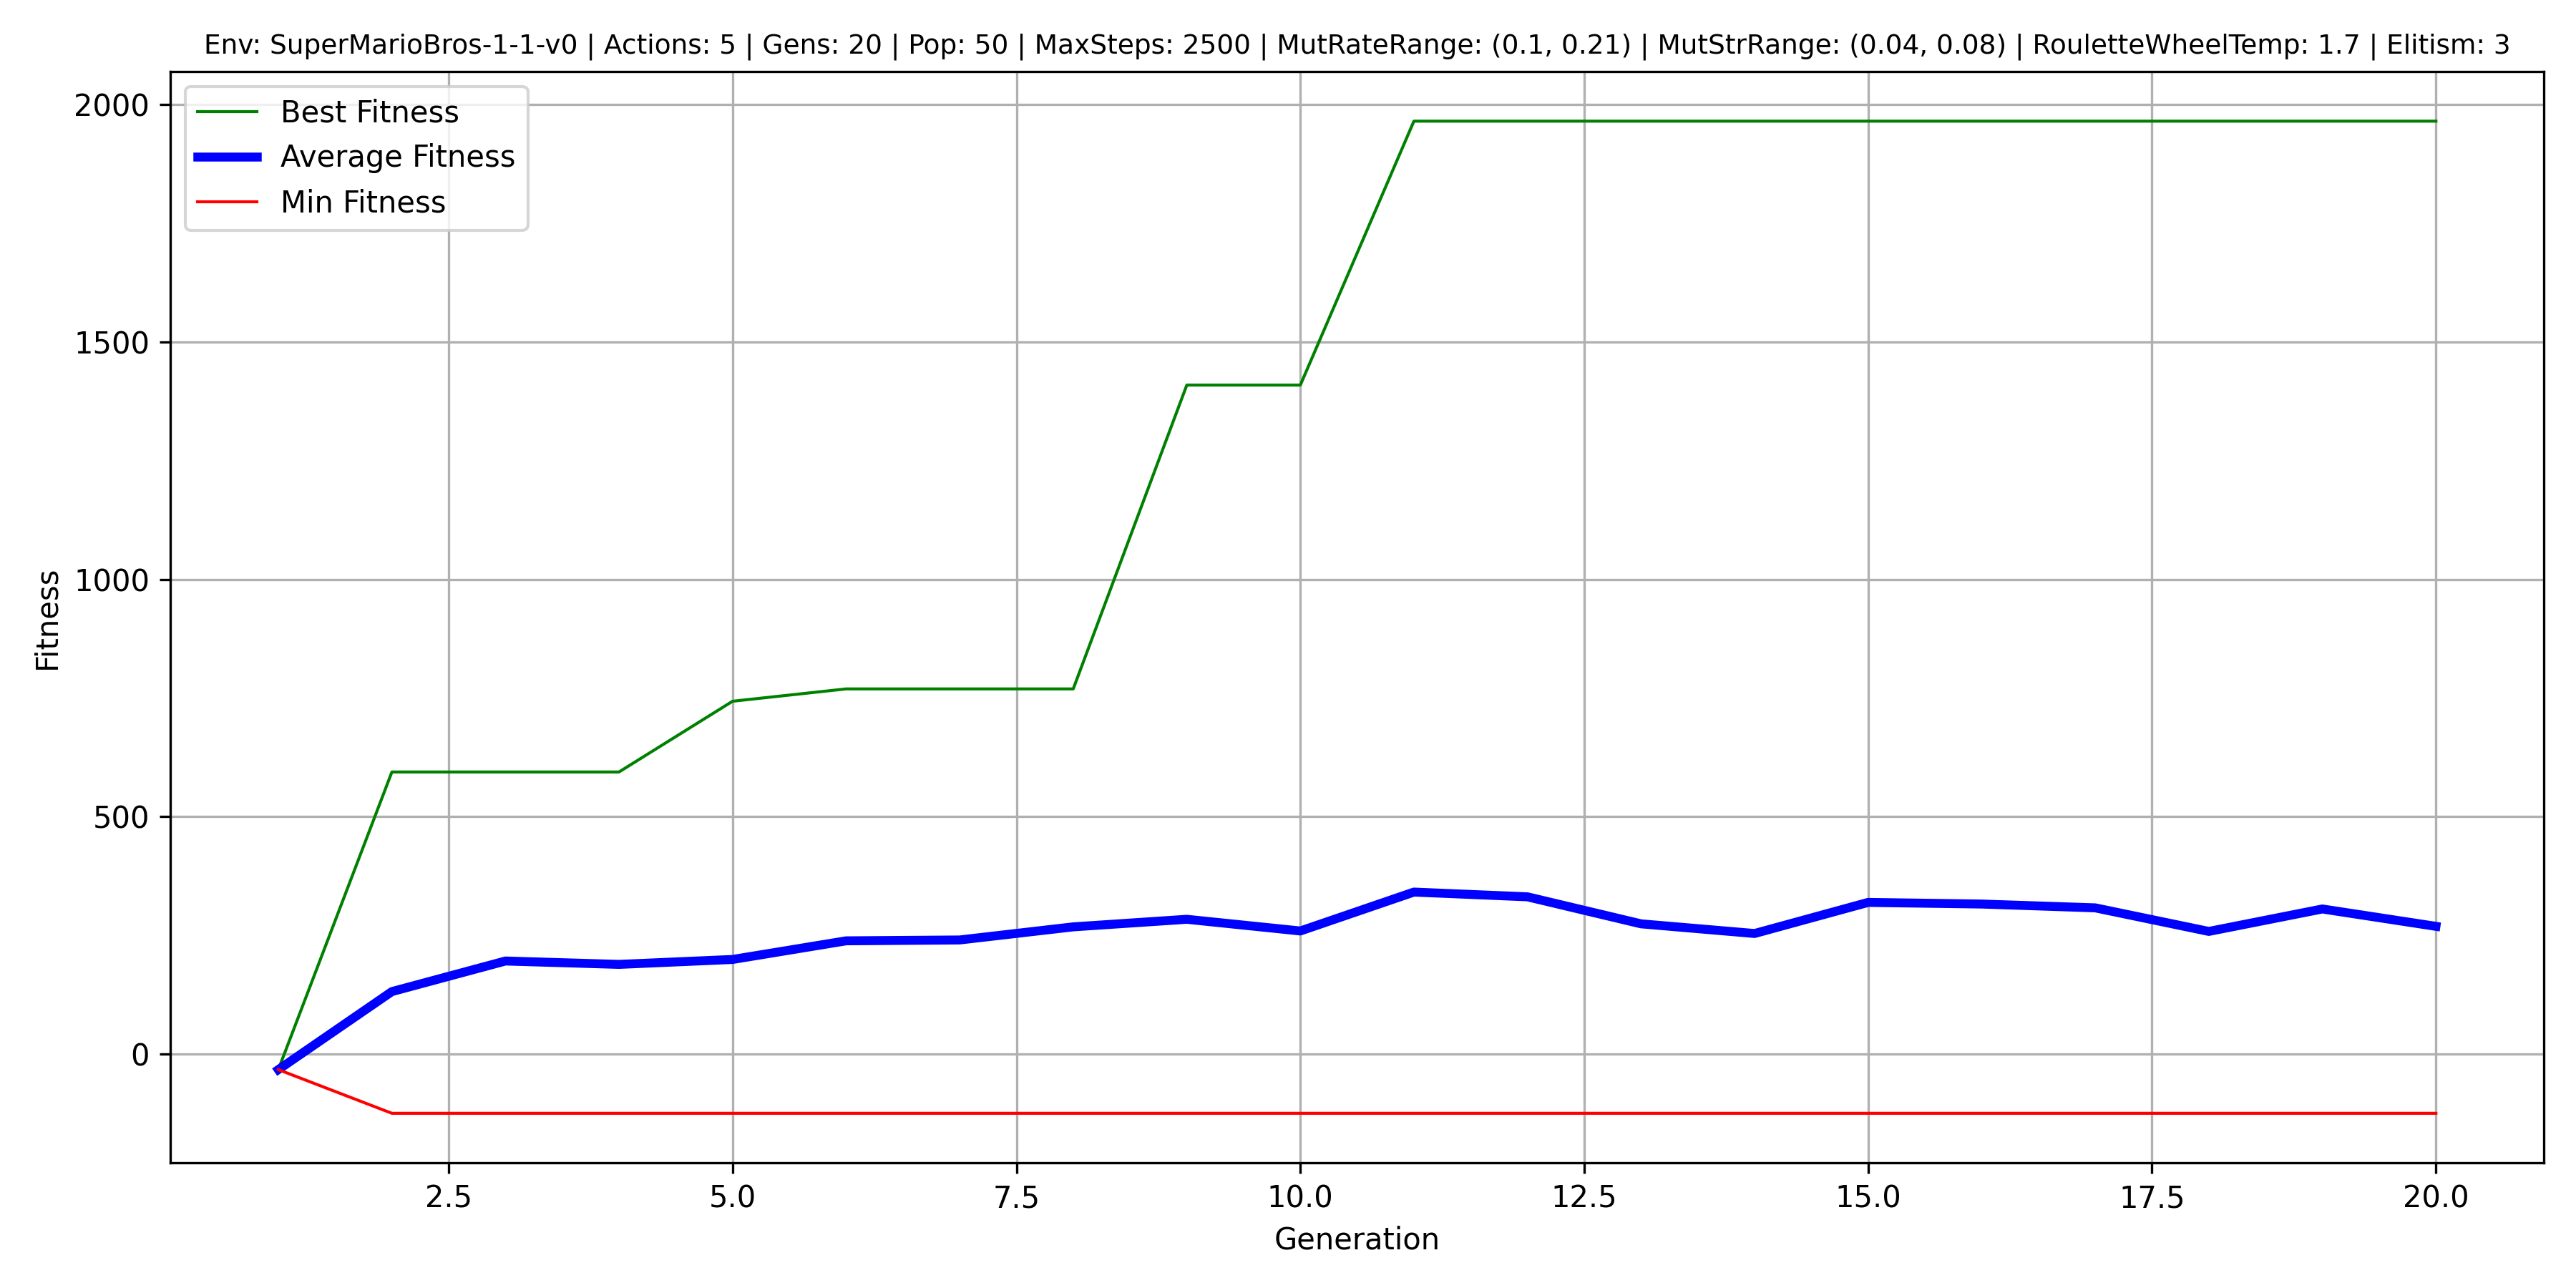 Env: SuperMarioBros-1-1-v0 | Actions: 5 | Gens: 20 | Pop: 50 | MaxSteps: 2500 | MutRateRange: (0.1, 0.21) | MutStrRange: (0.04, 0.08) | RouletteWheelTemp: 1.7 | Elitism: 3
Best Fitness
Average Fitness
Min Fitness
2000
1500
1000
500
0
Fitness
2.5 5.0 7.5 10.0 12.5 15.0 17.5 20.0
Generation